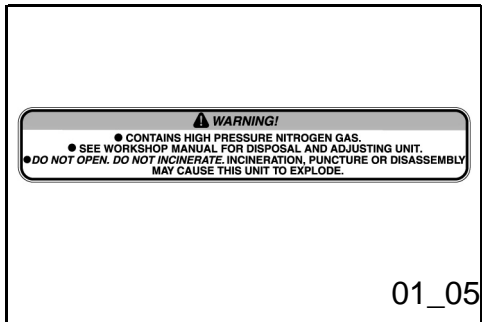 WARNING!
● CONTAINS HIGH PRESSURE NITROGEN GAS.
● SEE WORKSHOP MANUAL FOR DISPOSAL AND ADJUSTING UNIT.
● DO NOT OPEN. DO NOT INCINERATE. INCINERATION, PUNCTURE OR DISASSEMBLY
MAY CAUSE THIS UNIT TO EXPLODE.
01_05